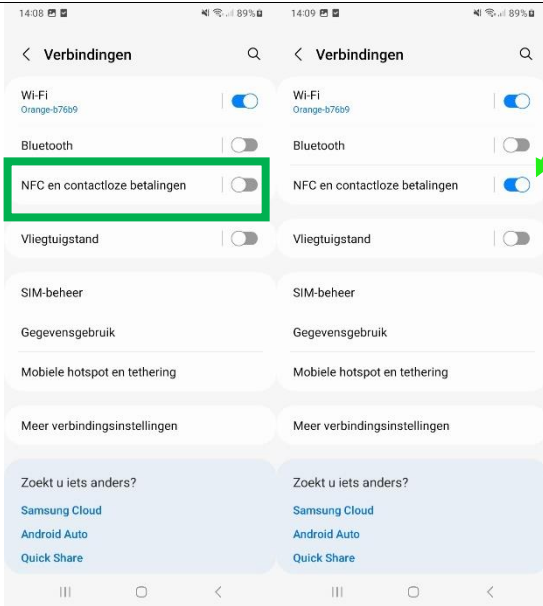 14:08 89%
Verbindingen
Wi-Fi
Orange-b76b9
Bluetooth
NFC en contactloze betalingen
Vliegtuigstand
SIM-beheer
Gegevensgebruik
Mobiele hotspot en tethering
Meer verbindingsinstellingen
Zoekt u iets anders?
Samsung Cloud
Android Auto
Quick Share
14:09 89%
Verbindingen
Wi-Fi
Orange-b76b9
Bluetooth
NFC en contactloze betalingen
Vliegtuigstand
SIM-beheer
Gegevensgebruik
Mobiele hotspot en tethering
Meer verbindingsinstellingen
Zoekt u iets anders?
Samsung Cloud
Android Auto
Quick Share